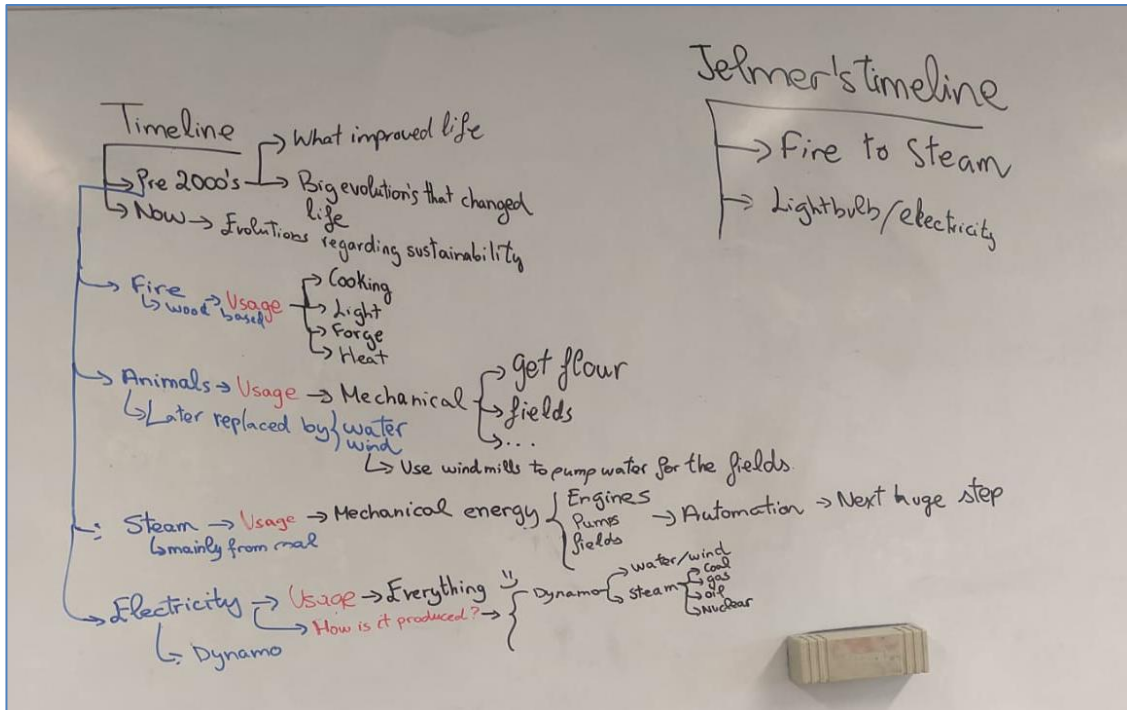 Jelmer's timeline
→ Fire to Steam
→ Lightbulb/electricity
Timeline
→ Pre 2000's → What improved life
→ Big evolution's that changed life
→ Now → Evolutions regarding sustainability
→ Fire → Usage → Cooking
↳ wood based → Light
→ Forge
→ Heat
→ Animals → Usage → Mechanical → get flour
→ fields
→ ...
↳ Later replaced by } water
wind
↳ Use windmills to pump water for the fields.
Steam → Usage → Mechanical energy { Engines
Pumps
fields
→ Automation → Next huge step
↳ mainly from coal
→ Electricity → Usage → Everything
→ How is it produced? → { Dynamo → water/wind
→ Steam → coal
→ gas
→ oil
→ Nuclear
↳ Dynamo